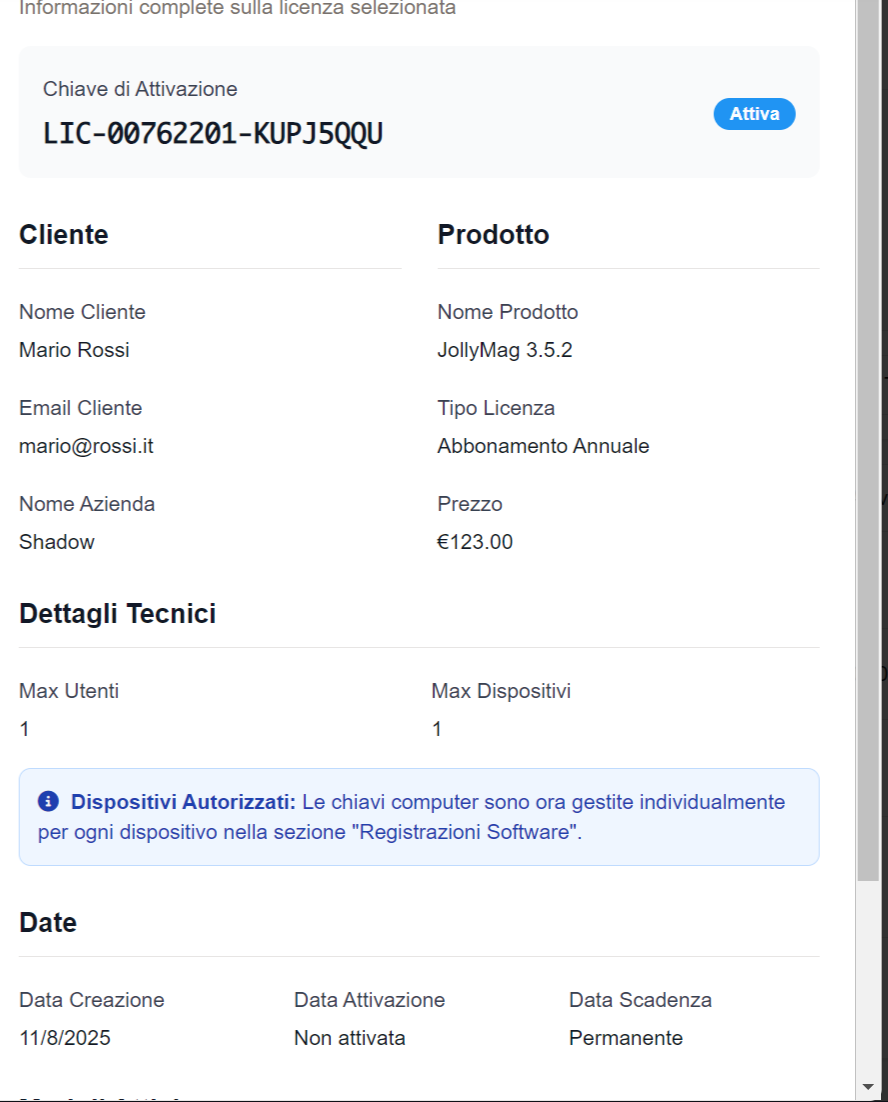 Informazioni complete sulla licenza selezionata
Chiave di Attivazione
LIC-00762201-KUPJ5QQU
Attiva
Cliente
Prodotto
Nome Cliente
Nome Prodotto
Mario Rossi
JollyMag 3.5.2
Email Cliente
Tipo Licenza
mario@rossi.it
Abbonamento Annuale
Nome Azienda
Prezzo
Shadow
€123.00
Dettagli Tecnici
Max Utenti
Max Dispositivi
1
1
Dispositivi Autorizzati: Le chiavi computer sono ora gestite individualmente
per ogni dispositivo nella sezione "Registrazioni Software".
Date
Data Creazione
Data Attivazione
Data Scadenza
11/8/2025
Non attivata
Permanente